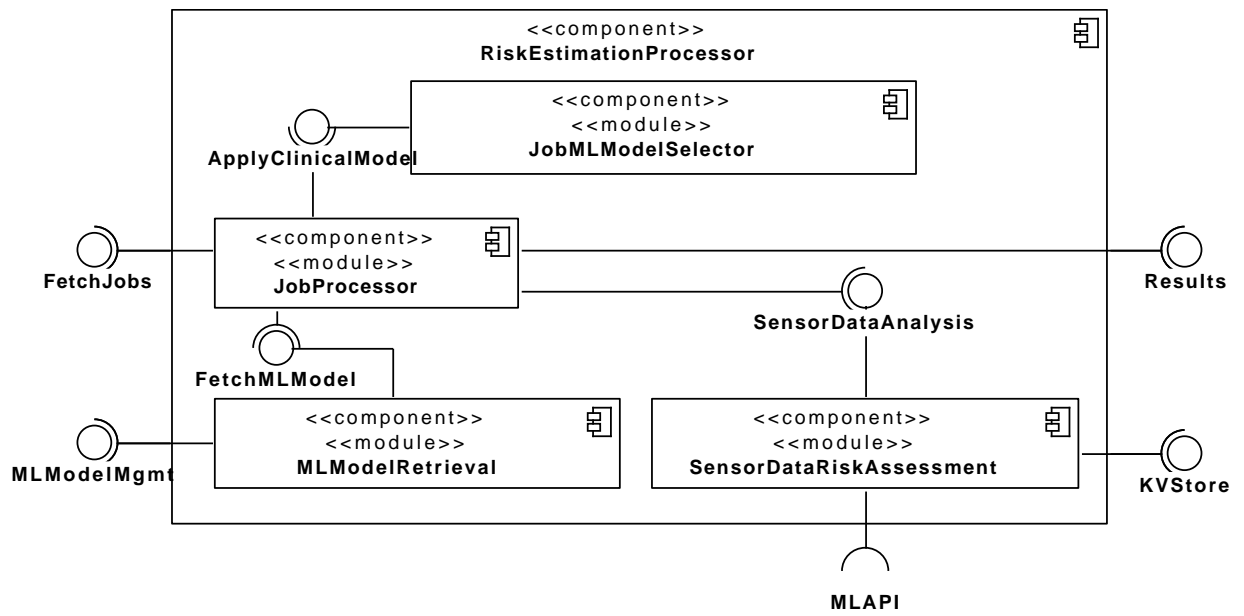 <<component>>
RiskEstimationProcessor
<<component>>
<<module>>
JobMLModelSelector
ApplyClinicalModel
<<component>>
<<module>>
JobProcessor
FetchJobs
Results
SensorDataAnalysis
FetchMLModel
<<component>>
<<module>>
MLModelRetrieval
<<component>>
<<module>>
SensorDataRiskAssessment
MLModelMgmt
KVStore
MLAPI